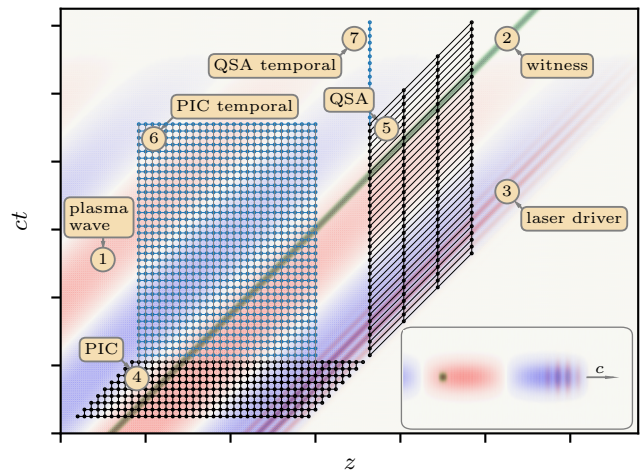 7
2
QSA temporal
witness
PIC temporal
QSA
6
5
3
plasma
wave
laser driver
1
ct
PIC
4
c
z